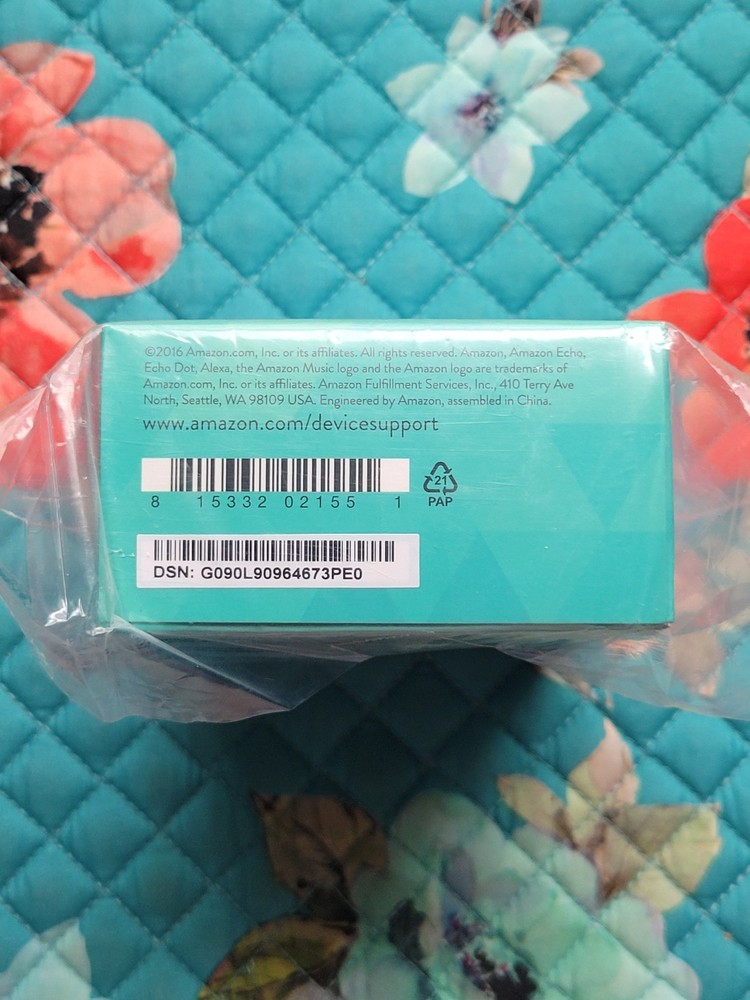 ©2016 Amazon.com, Inc. or its affiliates. All rights reserved. Amazon, Amazon Echo,
Echo Dot, Alexa, the Amazon Music logo and the Amazon logo are trademarks of
Amazon.com, Inc. or its affiliates. Amazon Fulfillment Services, Inc., 410 Terry Ave
North, Seattle, WA 98109 USA. Engineered by Amazon, assembled in China.
www.amazon.com/devicesupport
8 15332 02155 1
21
PAP
DSN: G090L90964673PE0